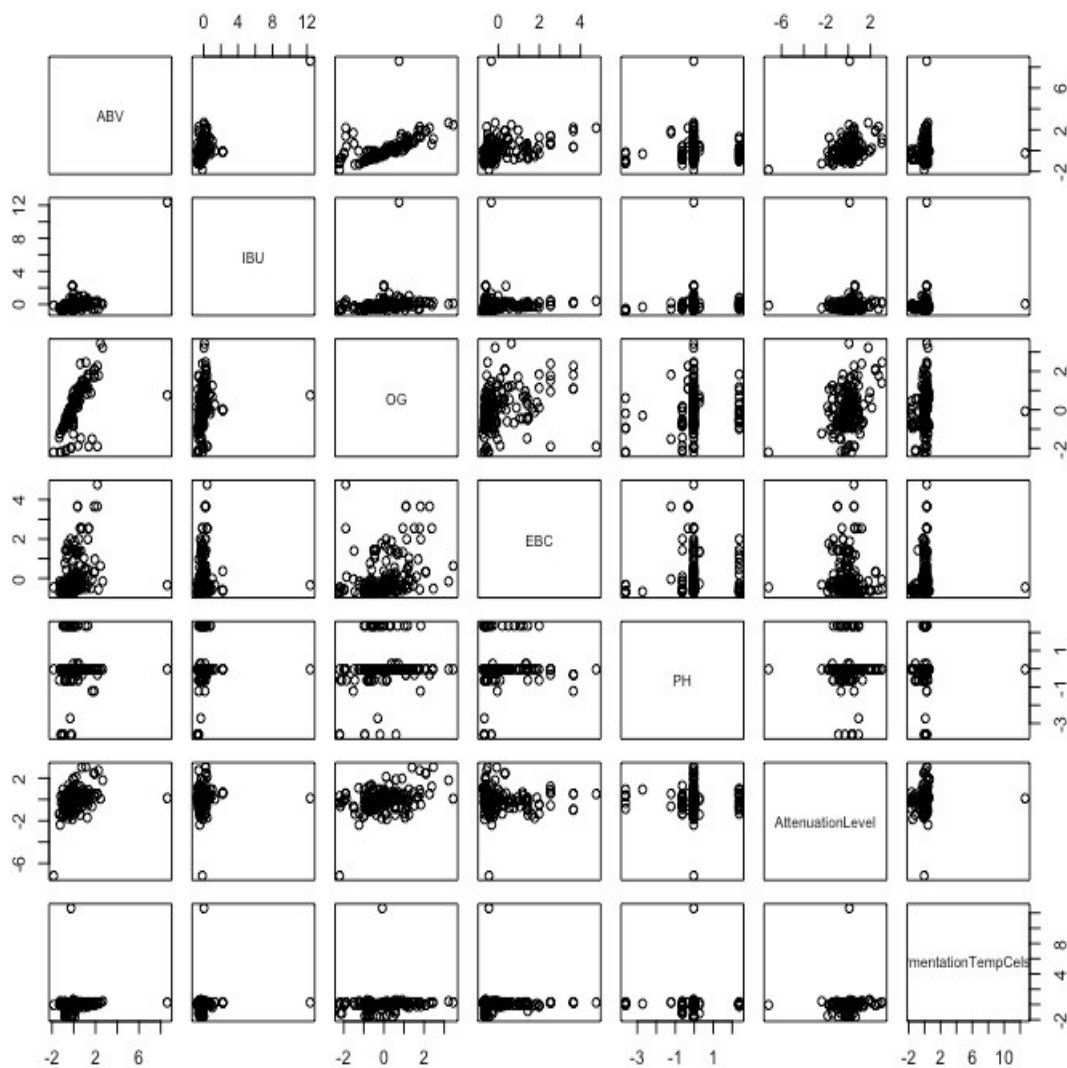 0 4 8 12
0 2 4
-6 -2 2
ABV
-2 2 6
0 4 8 12
IBU
OG
-2 0 2
0 2 4
EBC
PH
-3 -1 1
-6 -2 2
AttenuationLevel
rmentationTempCels
-2 4 8
-2 2 6
-2 0 2
-3 -1 1
-2 2 6 10